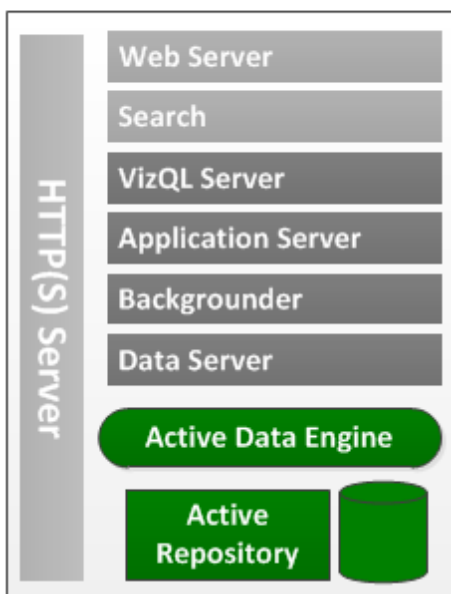 HTTP(S) Server
Web Server
Search
VizQL Server
Application Server
Backgrounder
Data Server
Active Data Engine
Active
Repository